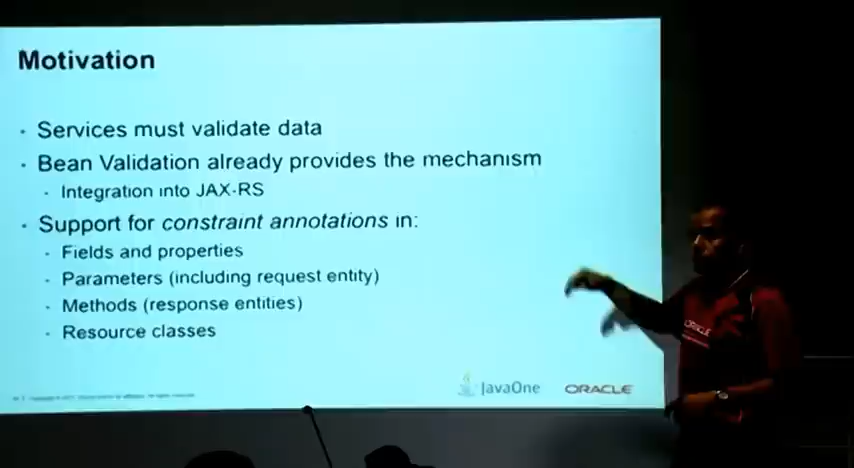 Motivation
· Services must validate data
· Bean Validation already provides the mechanism
· Integration into JAX-RS
· Support for constraint annotations in:
· Fields and properties
· Parameters (including request entity)
· Methods (response entities)
· Resource classes
JavaOne ORACLE
ORACLE